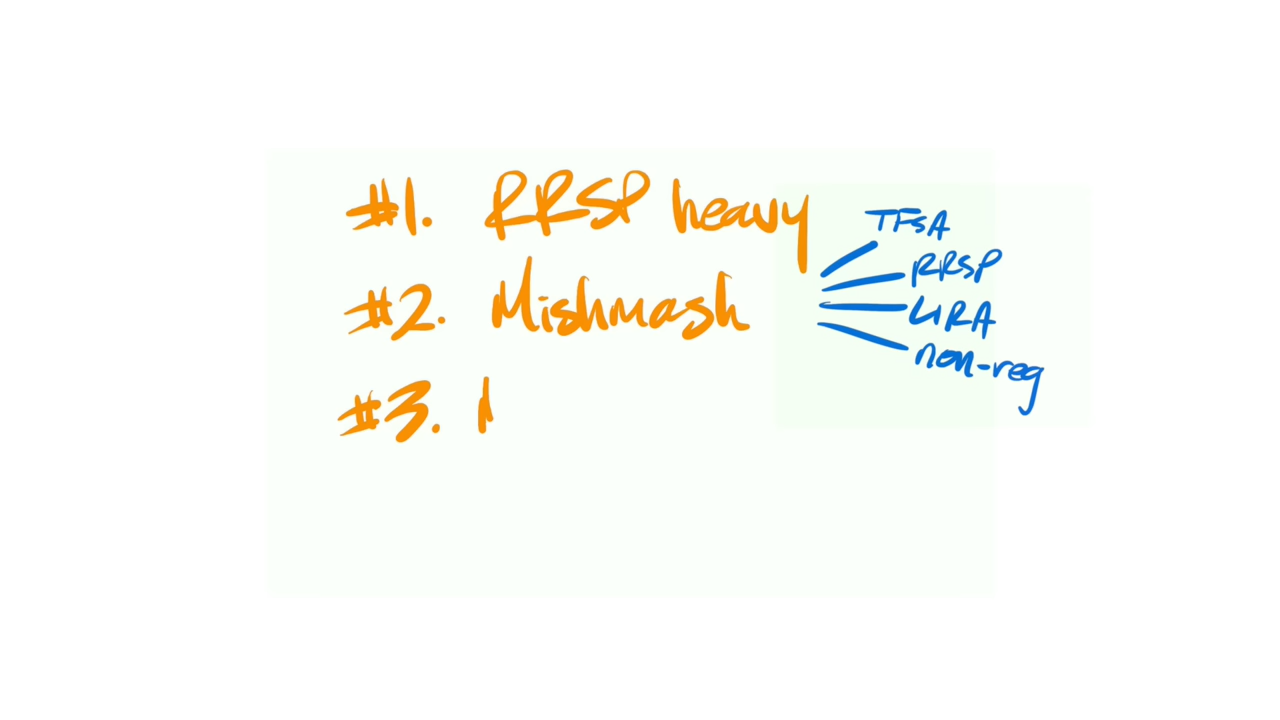 #1. RRSP heavy
#2. Mishmash
TFSA
RRSP
LIRA
non-reg
#3.